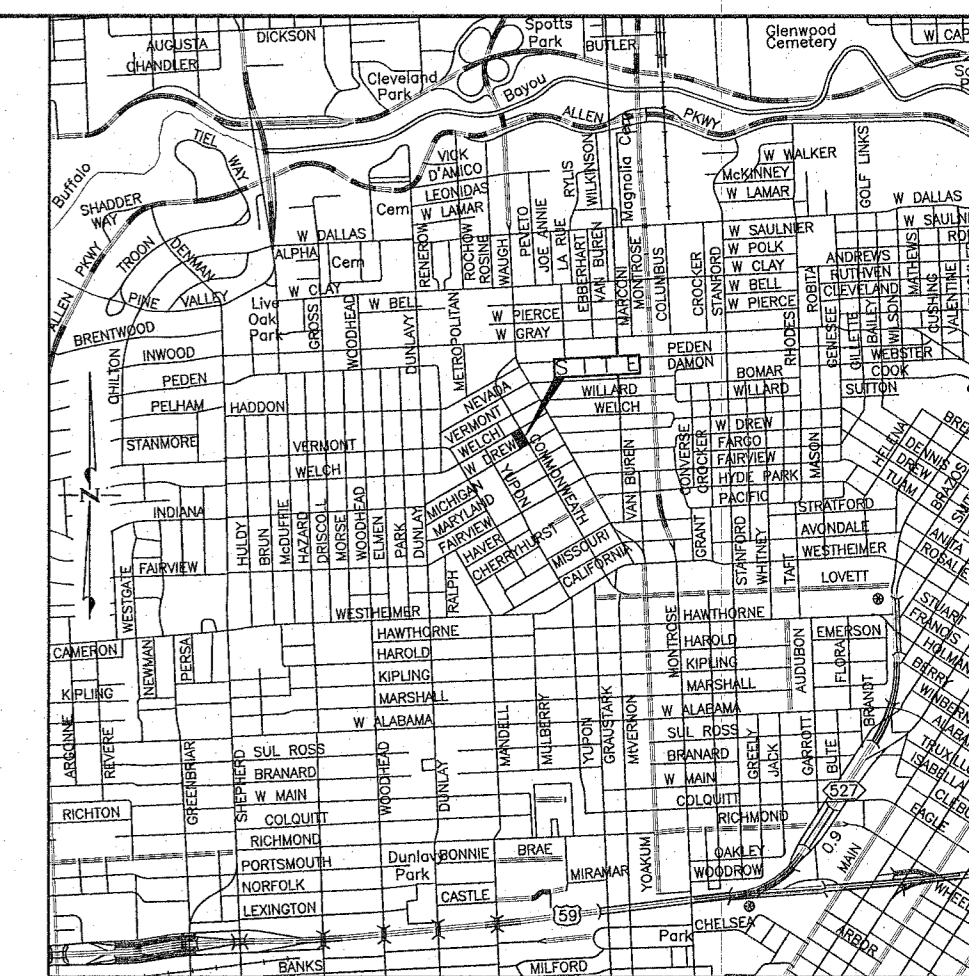 DICKSON
Spotts
Park
BUTLER
Glenwood
Cemetery
AUGUSTA
CHANDLER
Cleveland
Park
Bayou
ALLEN
PKWY
Magnolia Cem
TIEL
WAY
Buffalo
SHADDER
WAY
PKWY
ALLEN
TROON
DENMAN
PINE
VALLEY
BRENTWOOD
INWOOD
PEDEN
PELHAM
STANMORE
INDIANA
FAIRVIEW
WESTGATE
VICK
D'AMICO
LEONIDAS
W LAMAR
Cem
W DALLAS
ALPHA
Cem
W CLAY
Live
Oak
Park
GROSS
WOODHEAD
W BELL
DUNLAVY
RENEROW
METROPOLITAN
ROCHOW
ROSINE
WAUGH
PEVETO
JOE ANNIE
LA RUE
RYLIS
WILKINSON
EBBERHART
VAN BUREN
MARCONI
MONTROSE
COLUMBUS
CROCKER
STANFORD
W WALKER
McKINNEY
W LAMAR
GOLF LINKS
W DALLAS
W SAULNIER
W POLK
W CLAY
W BELL
W PIERCE
ROBITA
RHODES
ANDREWS
RUTHVEN
CLEVELAND
GENESEE
GILLETTE
BAILEY
WILSON
MATHEWS
CUSHING
VALENTINE
WEBSTER
COOK
SUTTON
W PIERCE
W GRAY
S
E
PEDEN
DAMON
BOMAR
WILLARD
WILLARD
WELCH
W DREW
FARGO
FAIRVIEW
HYDE PARK
PACIFIC
MASON
CONVERSE
CROCKER
VAN BUREN
HADDON
VERMONT
WELCH
NEVADA
VERMONT
WELCH
W DREW
MICHIGAN
MARYLAND
FAIRVIEW
HAVER
CHERRYHURST
YUPON
COMMONWEATH
MISSOURI
CALIFORNIA
RALPH
N
HULDY
BRUN
McDUFFIE
HAZARD
DRISCOLL
MORSE
WOODHEAD
ELMEN
PARK
DUNLAY
GRANT
STANFORD
WHITNEY
TAFT
STRATFORD
AVONDALE
WESTHEIMER
LOVETT
HELENA
DENNIS
DREW
TUAM
BRAZOS
ANITA
STUART
FRANCIS
HOLMAN
BERRY
ISABELLA
EAGLE
WESTHEIMER
HAWTHORNE
HAROLD
KIPLING
MARSHALL
W ALABAMA
CAMERON
NEWMAN
PERSA
KIPLING
ARGONNE
REVERE
GREENBRIAR
SHEPHERD
SUL ROSS
BRANARD
W MAIN
COLQUITT
RICHMOND
PORTSMOUTH
NORFOLK
LEXINGTON
RICHTON
WOODHEAD
DUNLAY
MANDELL
MULBERRY
YUPON
GRAUSTARK
MtVERNON
MONTROSE
HAWTHORNE
HAROLD
KIPLING
MARSHALL
W ALABAMA
SUL ROSS
BRANARD
W MAIN
COLQUITT
RICHMOND
GREELY
JACK
GARROTT
BUTE
AUDUBON
EMERSON
FLORA
BRANDT
527
0.9
MAIN
OAKLEY
WOODROW
YOAKUM
Dunlavy
Park
BONNIE
BRAE
MIRAMAR
CASTLE
59
CHELSEA
Park
ARBOR
BANKS
MILFORD